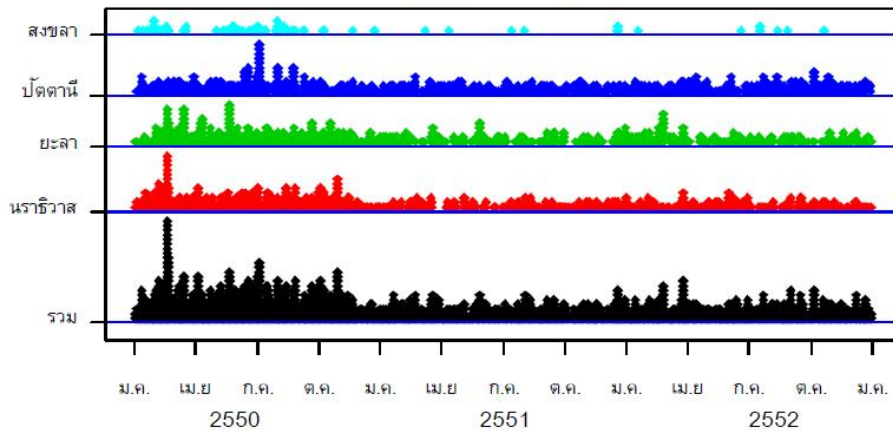 สงขลา
ปัตตานี
ยะลา
นราธิวาส
รวม
ม.ค. เม.ย ก.ค. ต.ค. ม.ค. เม.ย ก.ค. ต.ค. ม.ค. เม.ย ก.ค. ต.ค. ม.ค.
2550 2551 2552